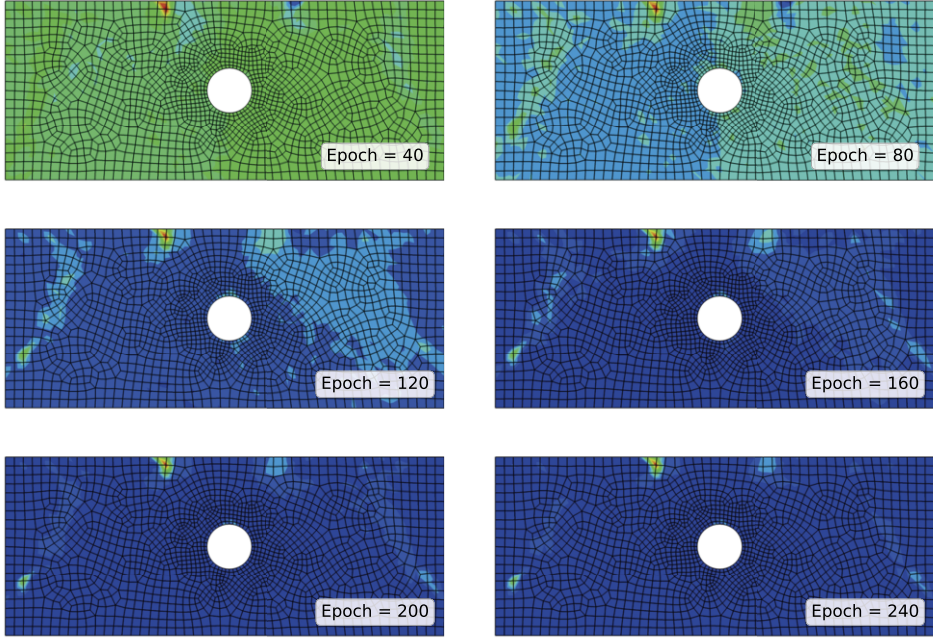 Epoch = 40
Epoch = 80
Epoch = 120
Epoch = 160
Epoch = 200
Epoch = 240